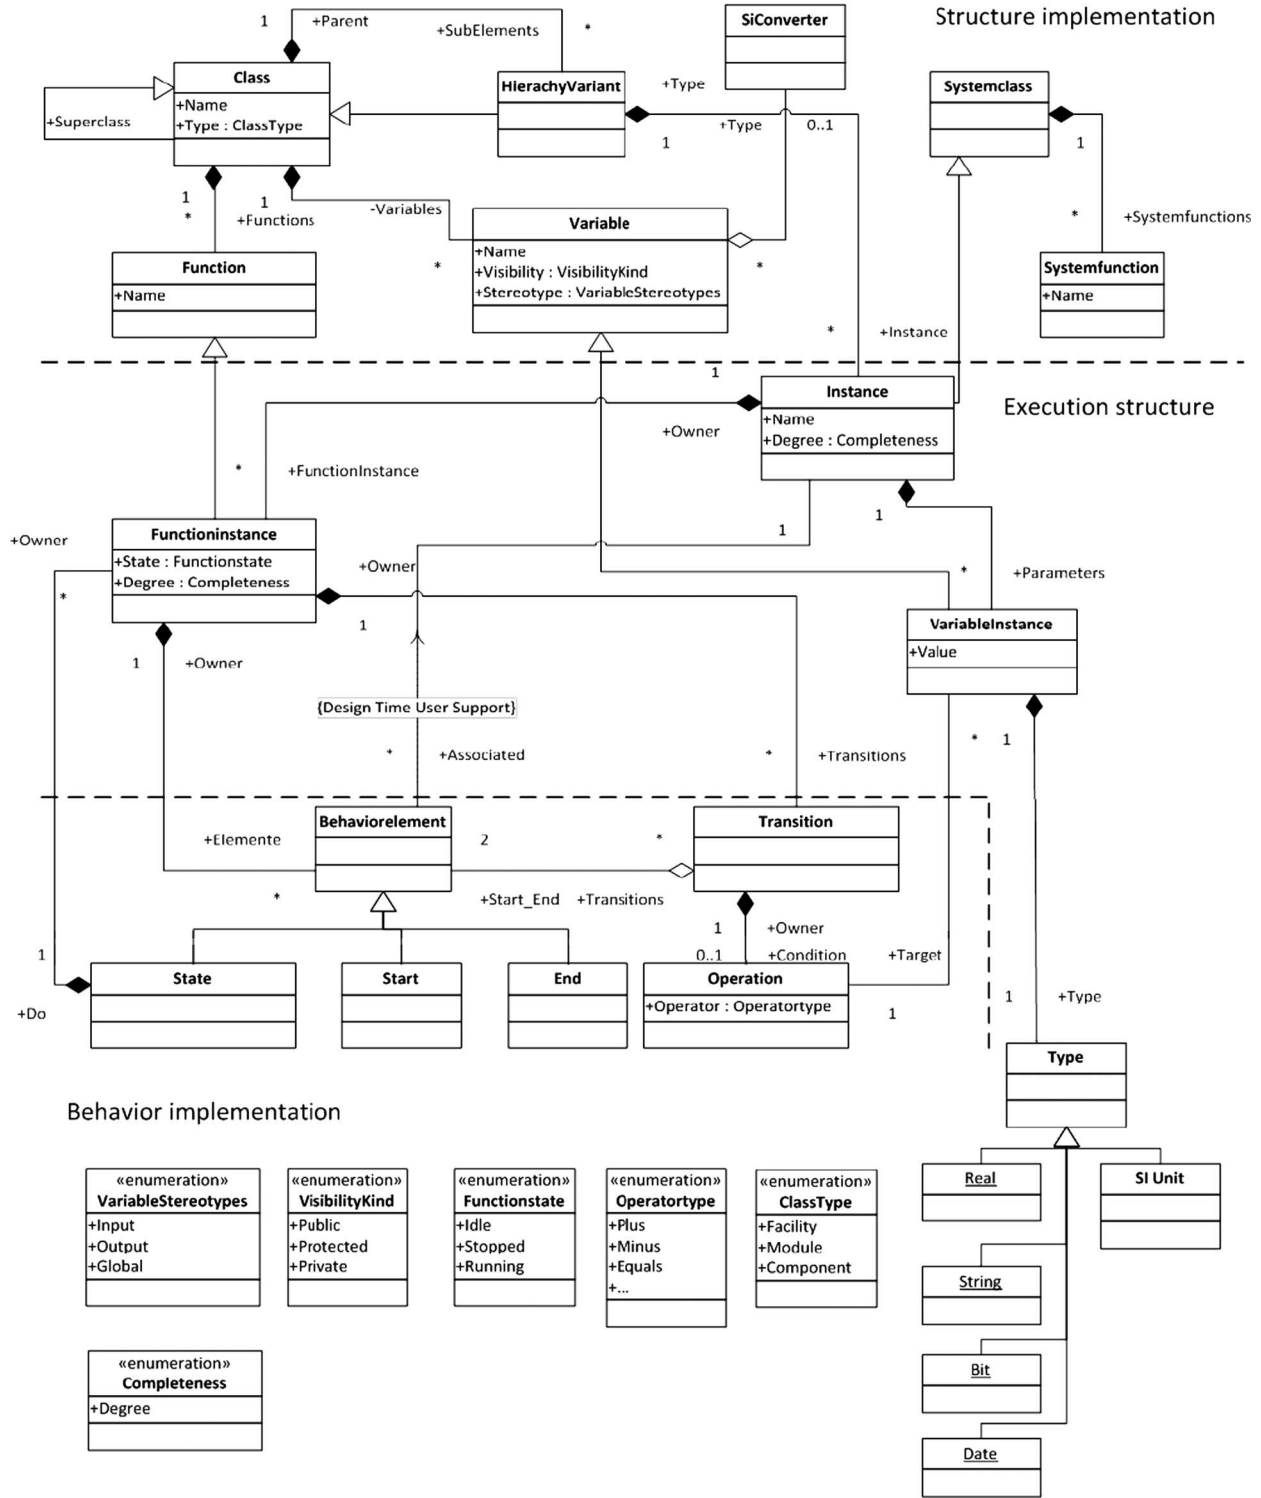 Structure implementation
1
+Parent
+SubElements
*
SiConverter
Class
+Name
+Type : ClassType
+Superclass
HierachyVariant
+Type
+Type
0..1
1
Systemclass
1
*
+Systemfunctions
1
*
+Functions
1
-Variables
*
Variable
+Name
+Visibility : VisibilityKind
+Stereotype : VariableStereotypes
*
Function
+Name
Systemfunction
+Name
*
+Instance
Execution structure
1
+Owner
Instance
+Name
+Degree : Completeness
*
+FunctionInstance
1
1
+Owner
Functioninstance
+State : Functionstate
+Degree : Completeness
+Owner
*
1
*
+Parameters
VariableInstance
+Value
1
+Owner
{Design Time User Support}
*
+Associated
*
+Transitions
*
1
Behaviorelement
Transition
+Elemente
2
*
*
+Start_End
+Transitions
1
+Owner
0..1
+Condition
+Target
1
+Do
State
Start
End
Operation
+Operator : Operatortype
1
1
+Type
Type
Behavior implementation
«enumeration»
VariableStereotypes
+Input
+Output
+Global
«enumeration»
VisibilityKind
+Public
+Protected
+Private
«enumeration»
Functionstate
+Idle
+Stopped
+Running
«enumeration»
Operatortype
+Plus
+Minus
+Equals
+...
«enumeration»
ClassType
+Facility
+Module
+Component
Real
SI Unit
String
Bit
Date
«enumeration»
Completeness
+Degree